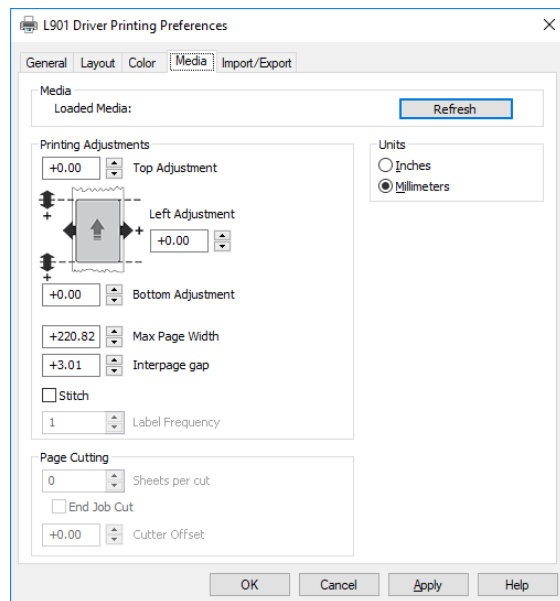 L901 Driver Printing Preferences
General Layout Color Media Import/Export
Media
Loaded Media: Refresh
Printing Adjustments
+0.00 Top Adjustment
+
Left Adjustment
+ +0.00
+
+0.00 Bottom Adjustment
+220.82 Max Page Width
+3.01 Interpage gap
Stitch
1 Label Frequency
Units
Inches
Millimeters
Page Cutting
0 Sheets per cut
End Job Cut
+0.00 Cutter Offset
OK Cancel Apply Help